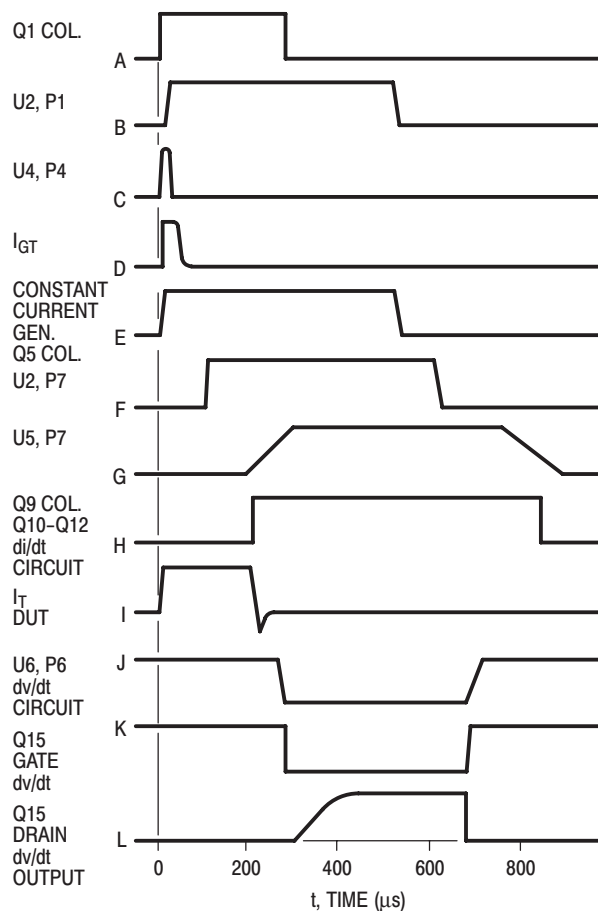 Q1 COL.
A
U2, P1
B
U4, P4
C
IGT
D
CONSTANT
CURRENT
GEN.
E
Q5 COL.
U2, P7
F
U5, P7
G
Q9 COL.
Q10–Q12
di/dt
CIRCUIT
H
IT
DUT
I
J
U6, P6
dv/dt
CIRCUIT
K
Q15
GATE
dv/dt
Q15
DRAIN
dv/dt
OUTPUT
L
0 200 400 600 800
t, TIME (μs)